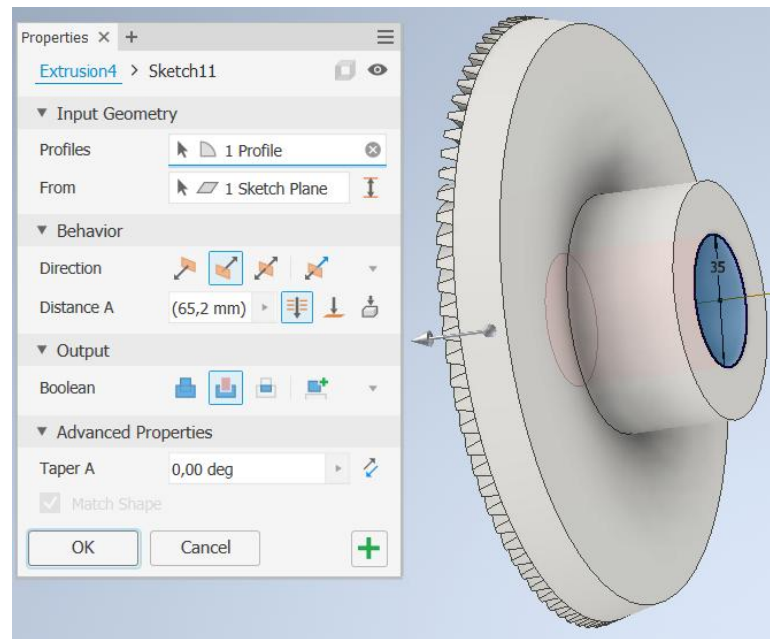 Properties × +
Extrusion4 > Sketch11
Input Geometry
Profiles 1 Profile
From 1 Sketch Plane
Behavior
Direction
Distance A (65,2 mm)
Output
Boolean
Advanced Properties
Taper A 0,00 deg
Match Shape
OK Cancel
35